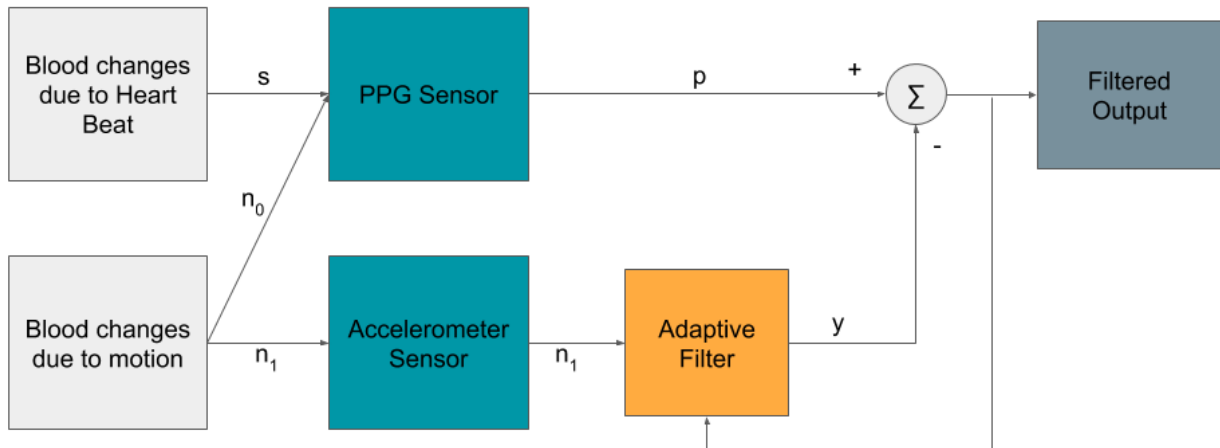 Blood changes
due to Heart
Beat
s
PPG Sensor
p
+
Σ
-
Filtered
Output
n₀
Blood changes
due to motion
n₁
Accelerometer
Sensor
n₁
Adaptive
Filter
y